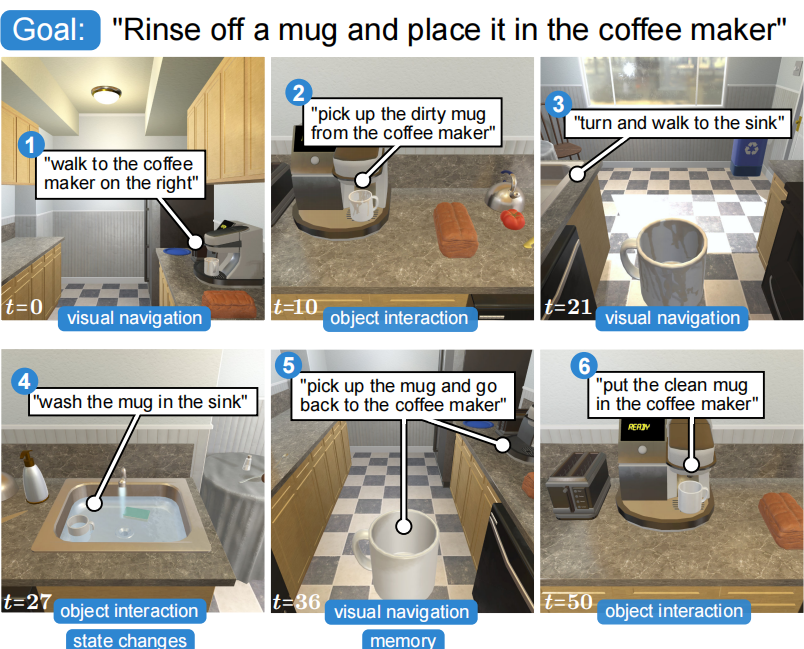 Goal: "Rinse off a mug and place it in the coffee maker"
1
"walk to the coffee
maker on the right"
t=0
visual navigation
2
"pick up the dirty mug
from the coffee maker"
t=10
object interaction
3
"turn and walk to the sink"
t=21
visual navigation
4
"wash the mug in the sink"
t=27
object interaction
state changes
5
"pick up the mug and go
back to the coffee maker"
t=36
visual navigation
memory
6
"put the clean mug
in the coffee maker"
READY
t=50
object interaction